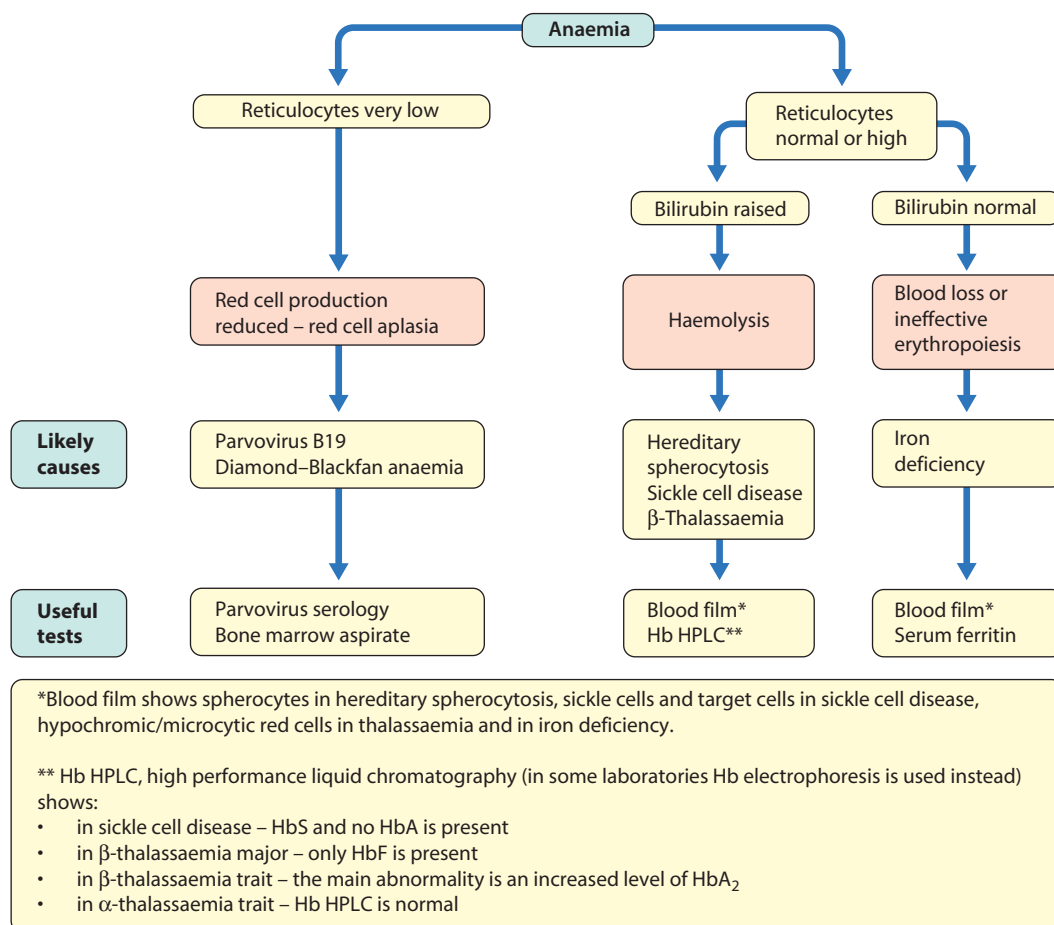 Anaemia
Reticulocytes very low
Reticulocytes
normal or high
Bilirubin raised
Bilirubin normal
Red cell production
reduced – red cell aplasia
Haemolysis
Blood loss or
ineffective
erythropoiesis
Likely
causes
Parvovirus B19
Diamond–Blackfan anaemia
Hereditary
spherocytosis
Sickle cell disease
β-Thalassaemia
Iron
deficiency
Useful
tests
Parvovirus serology
Bone marrow aspirate
Blood film*
Hb HPLC**
Blood film*
Serum ferritin
*Blood film shows spherocytes in hereditary spherocytosis, sickle cells and target cells in sickle cell disease,
hypochromic/microcytic red cells in thalassaemia and in iron deficiency.
** Hb HPLC, high performance liquid chromatography (in some laboratories Hb electrophoresis is used instead)
shows:
• in sickle cell disease – HbS and no HbA is present
• in β-thalassaemia major – only HbF is present
• in β-thalassaemia trait – the main abnormality is an increased level of HbA₂
• in α-thalassaemia trait – Hb HPLC is normal